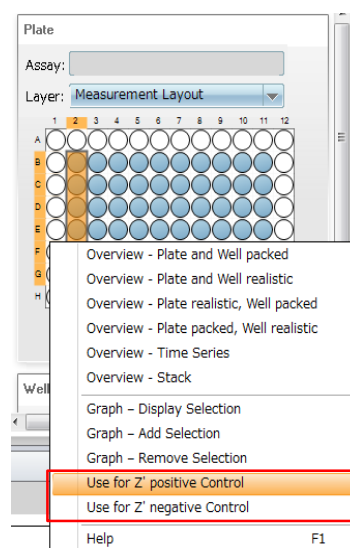 Plate
Assay:
Layer: Measurement Layout
1 2 3 4 5 6 7 8 9 10 11 12
A
B
C
D
E
F
G
H
Overview - Plate and Well packed
Overview - Plate and Well realistic
Overview - Plate realistic, Well packed
Overview - Plate packed, Well realistic
Overview - Time Series
Overview - Stack
Well
Graph – Display Selection
Graph – Add Selection
Graph – Remove Selection
Use for Z' positive Control
Use for Z' negative Control
Help F1